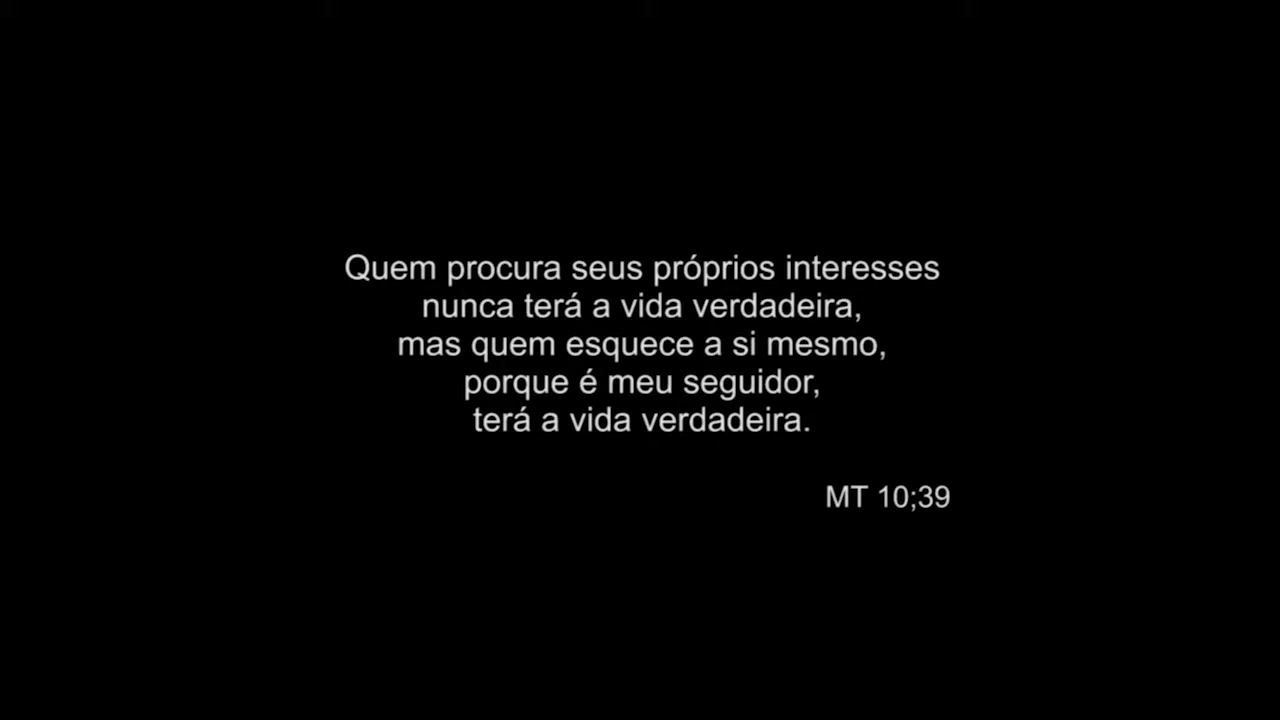 Quem procura seus próprios interesses
nunca terá a vida verdadeira,
mas quem esquece a si mesmo,
porque é meu seguidor,
terá a vida verdadeira.
MT 10;39